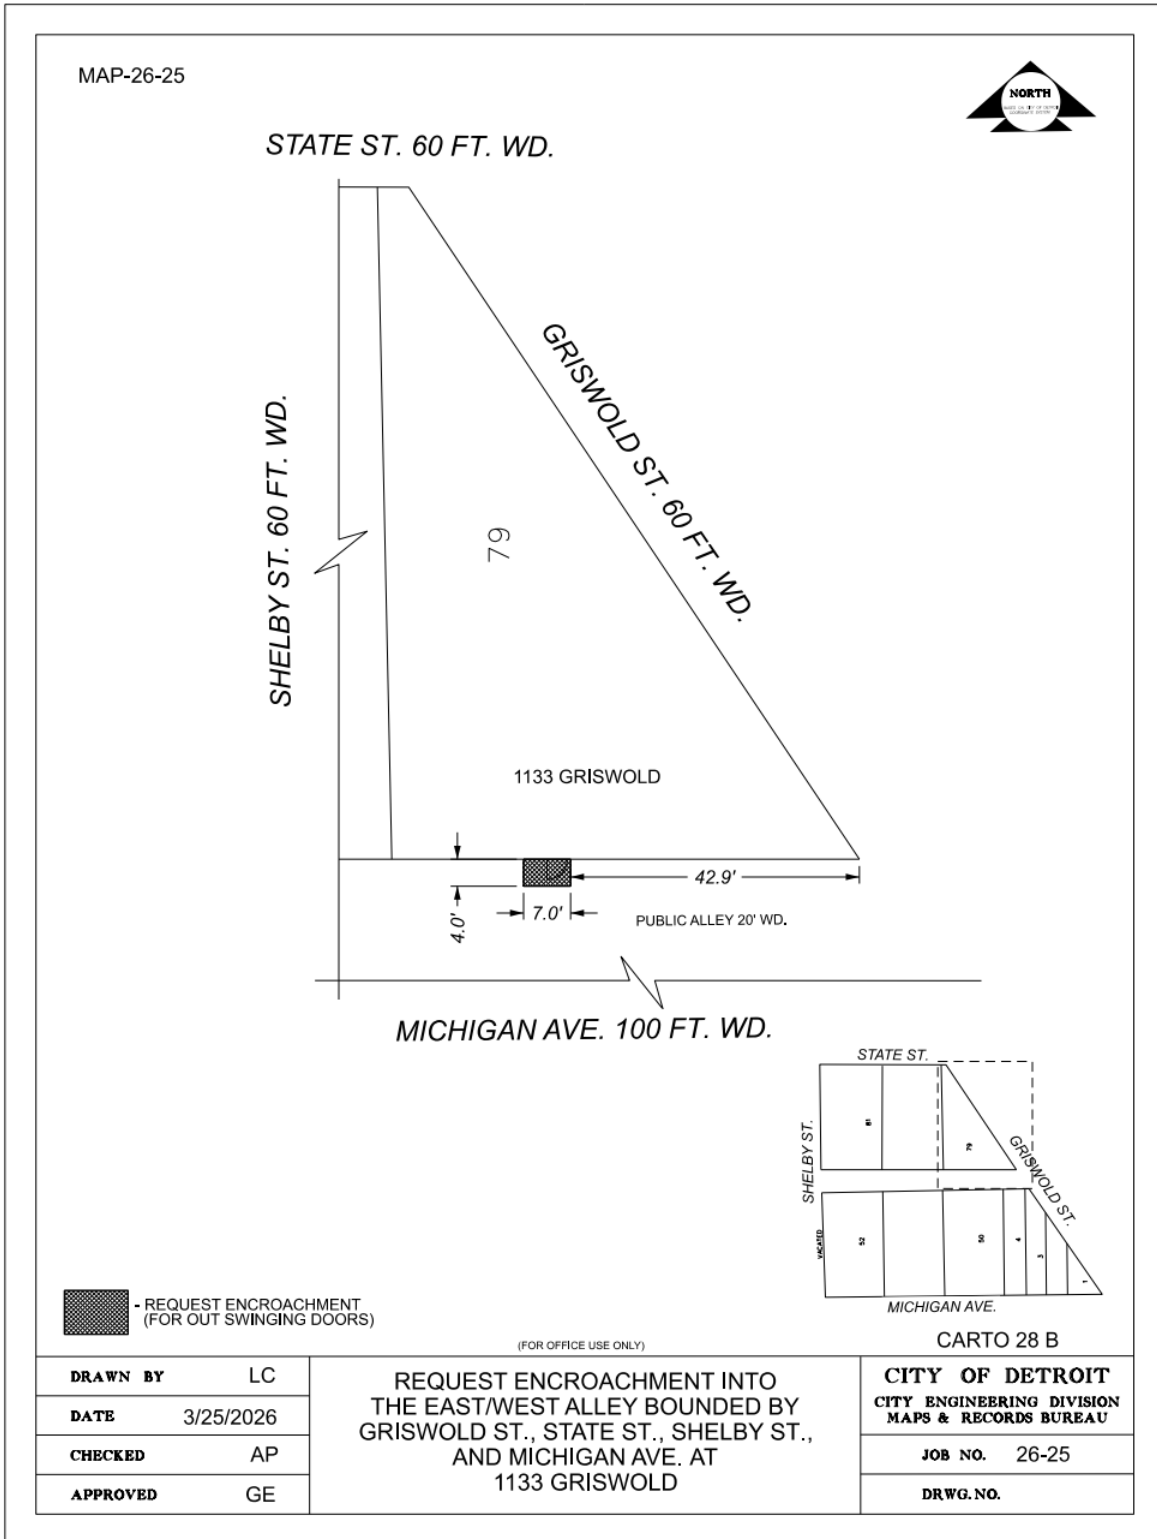 MAP-26-25
NORTH
STATE ST. 60 FT. WD.
GRISWOLD ST. 60 FT. WD.
SHELBY ST. 60 FT. WD.
79
1133 GRISWOLD
42.9'
4.0'
7.0'
PUBLIC ALLEY 20' WD.
MICHIGAN AVE. 100 FT. WD.
STATE ST.
SHELBY ST.
81
79
GRISWOLD ST.
VACATED
52
50
4
3
1
MICHIGAN AVE.
- REQUEST ENCROACHMENT
(FOR OUT SWINGING DOORS)
(FOR OFFICE USE ONLY)
CARTO 28 B
DRAWN BY LC
DATE 3/25/2026
CHECKED AP
APPROVED GE
REQUEST ENCROACHMENT INTO
THE EAST/WEST ALLEY BOUNDED BY
GRISWOLD ST., STATE ST., SHELBY ST.,
AND MICHIGAN AVE. AT
1133 GRISWOLD
CITY OF DETROIT
CITY ENGINEERING DIVISION
MAPS & RECORDS BUREAU
JOB NO. 26-25
DRWG. NO.